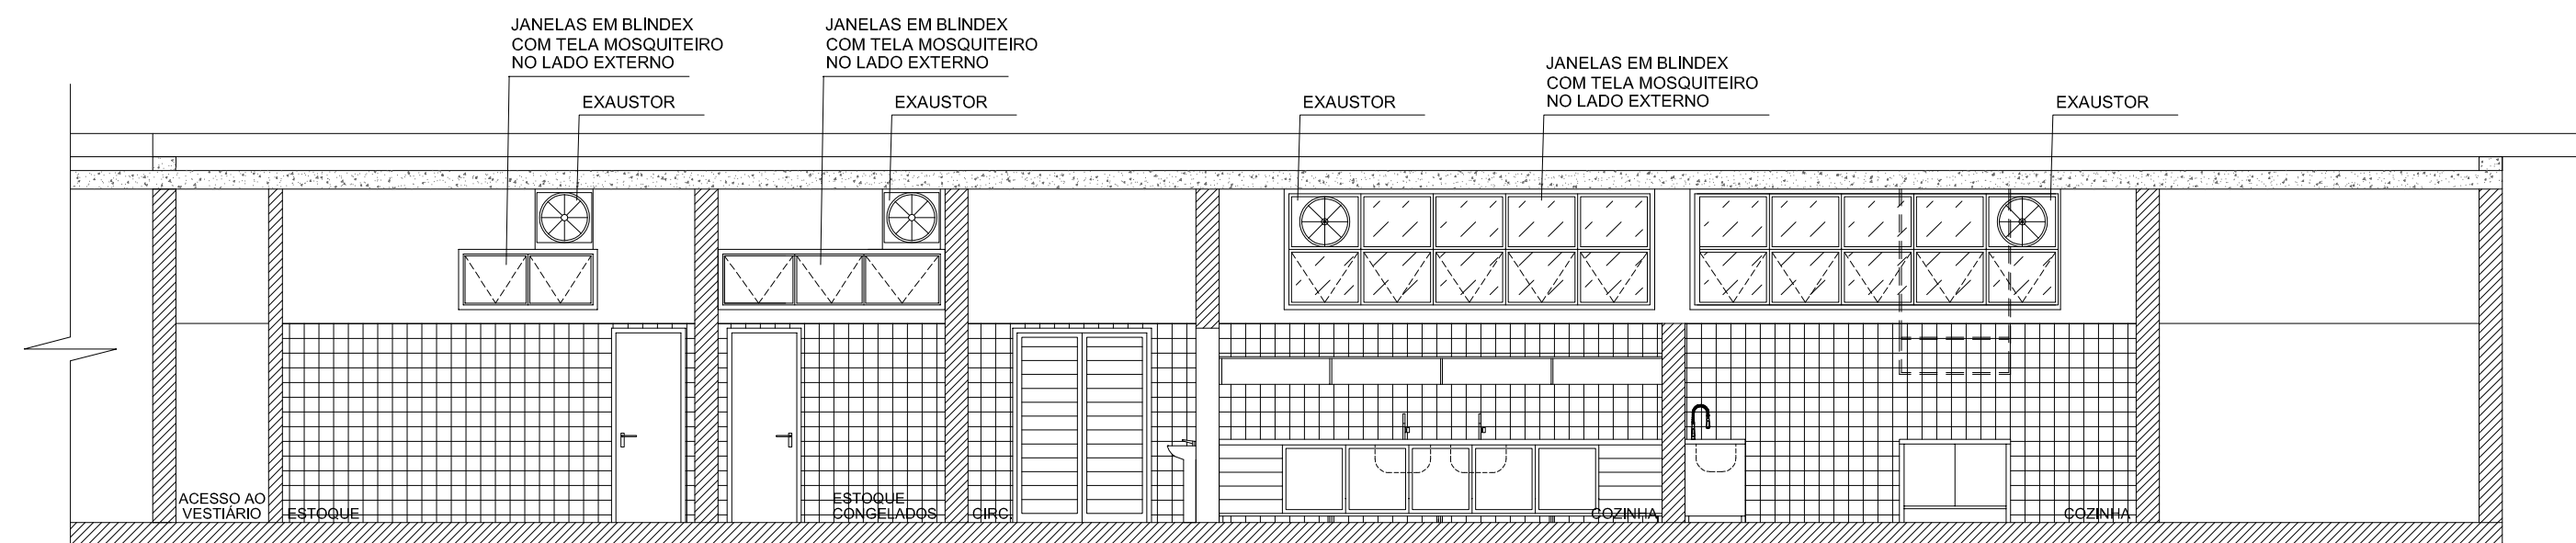 JANELAS EM BLINDEX
COM TELA MOSQUITEIRO
NO LADO EXTERNO
EXAUSTOR
JANELAS EM BLINDEX
COM TELA MOSQUITEIRO
NO LADO EXTERNO
EXAUSTOR
EXAUSTOR
JANELAS EM BLINDEX
COM TELA MOSQUITEIRO
NO LADO EXTERNO
EXAUSTOR
ACESSO AO
VESTIÁRIO
ESTOQUE
ESTOQUE
CONGELADOS
CIRC.
COZINHA
COZINHA